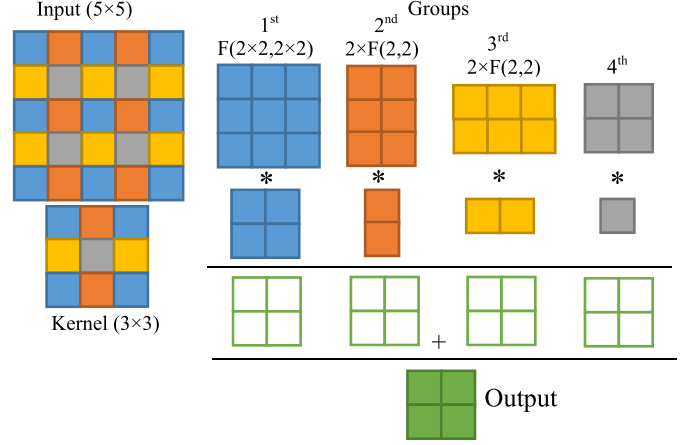 Input (5×5)
Groups
1st
F(2×2,2×2)
2nd
2×F(2,2)
3rd
2×F(2,2)
4th
* * * *
Kernel (3×3)
+
Output